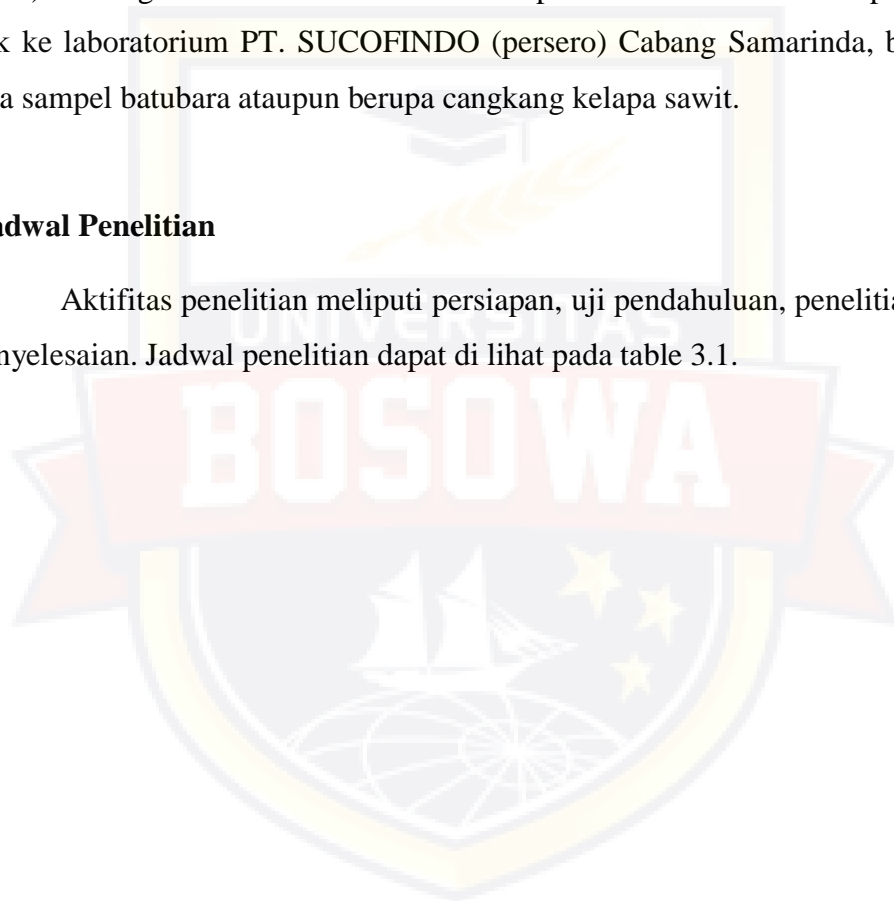 k ke laboratorium PT. SUCOFINDO (persero) Cabang Samarinda, b
a sampel batubara ataupun berupa cangkang kelapa sawit.
adwal Penelitian
Aktifitas penelitian meliputi persiapan, uji pendahuluan, penelitia
nyelesaian. Jadwal penelitian dapat di lihat pada table 3.1.
UNIVERSITAS
BOSOWA